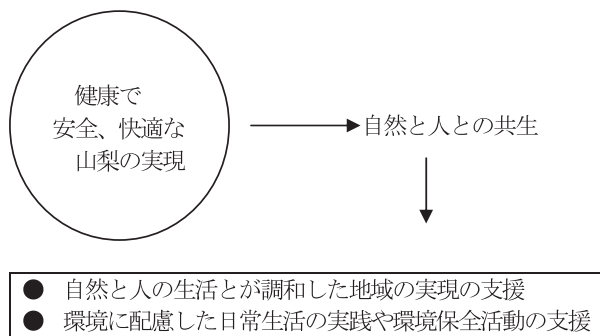 健康で
安全、快適な
山梨の実現
自然と人との共生
● 自然と人の生活とが調和した地域の実現の支援
● 環境に配慮した日常生活の実践や環境保全活動の支援